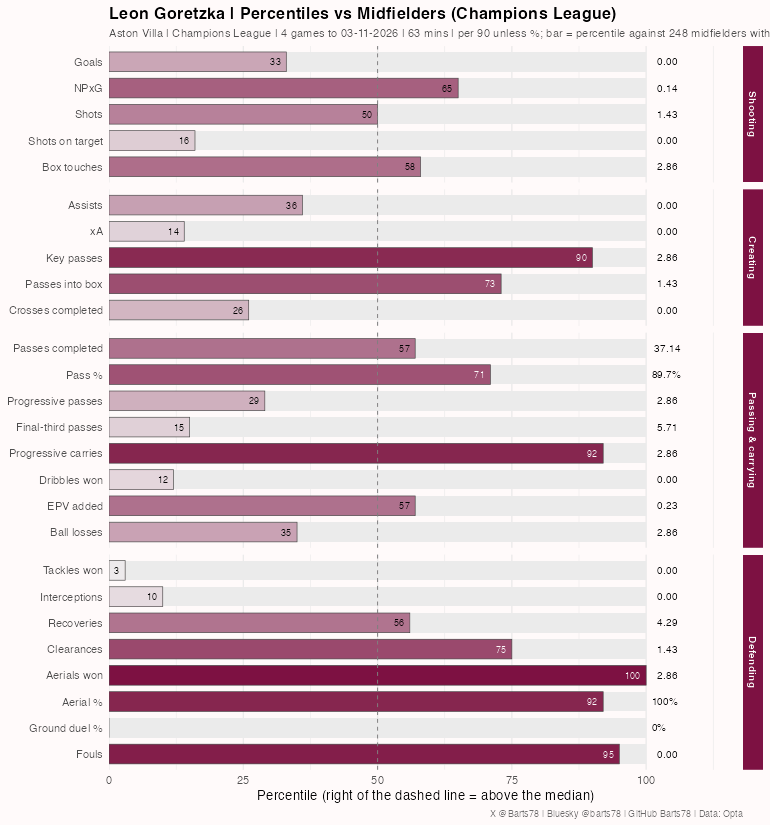 Leon Goretzka | Percentiles vs Midfielders (Champions League)
Aston Villa | Champions League | 4 games to 03-11-2026 | 63 mins | per 90 unless %; bar = percentile against 248 midfielders with
Goals 33 0.00
NPxG 65 0.14
Shots 50 1.43
Shots on target 16 0.00
Box touches 58 2.86
Shooting
Assists 36 0.00
xA 14 0.00
Key passes 90 2.86
Passes into box 73 1.43
Crosses completed 26 0.00
Creating
Passes completed 57 37.14
Pass % 71 89.7%
Progressive passes 29 2.86
Final-third passes 15 5.71
Progressive carries 92 2.86
Dribbles won 12 0.00
EPV added 57 0.23
Ball losses 35 2.86
Passing & carrying
Tackles won 3 0.00
Interceptions 10 0.00
Recoveries 56 4.29
Clearances 75 1.43
Aerials won 100 2.86
Aerial % 92 100%
Ground duel % 0%
Fouls 95 0.00
Defending
0 25 50 75 100
Percentile (right of the dashed line = above the median)
X @Barts78 | Bluesky @barts78 | GitHub Barts78 | Data: Opta